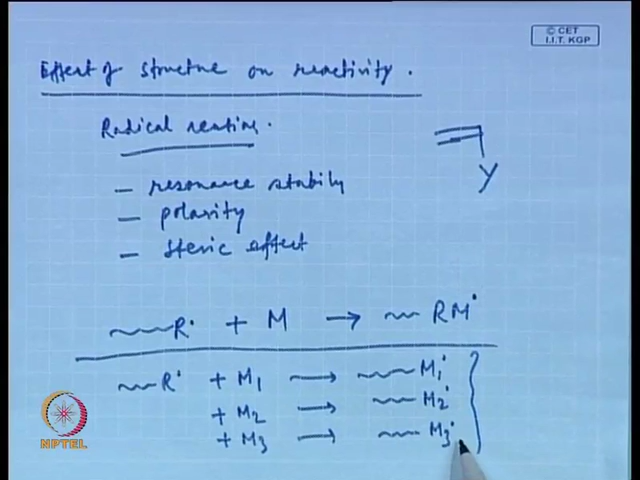 © CET
I.I.T. KGP
Effect of structure on reactivity.
Radical reactions.
Y
– resonance stability
– polarity
– steric effect
~~~R• + M → ~~ RM•
~~R• + M₁ → ~~~ M₁•
+ M₂ → ~~~ M₂•
+ M₃ → ~~~ M₃•
NPTEL